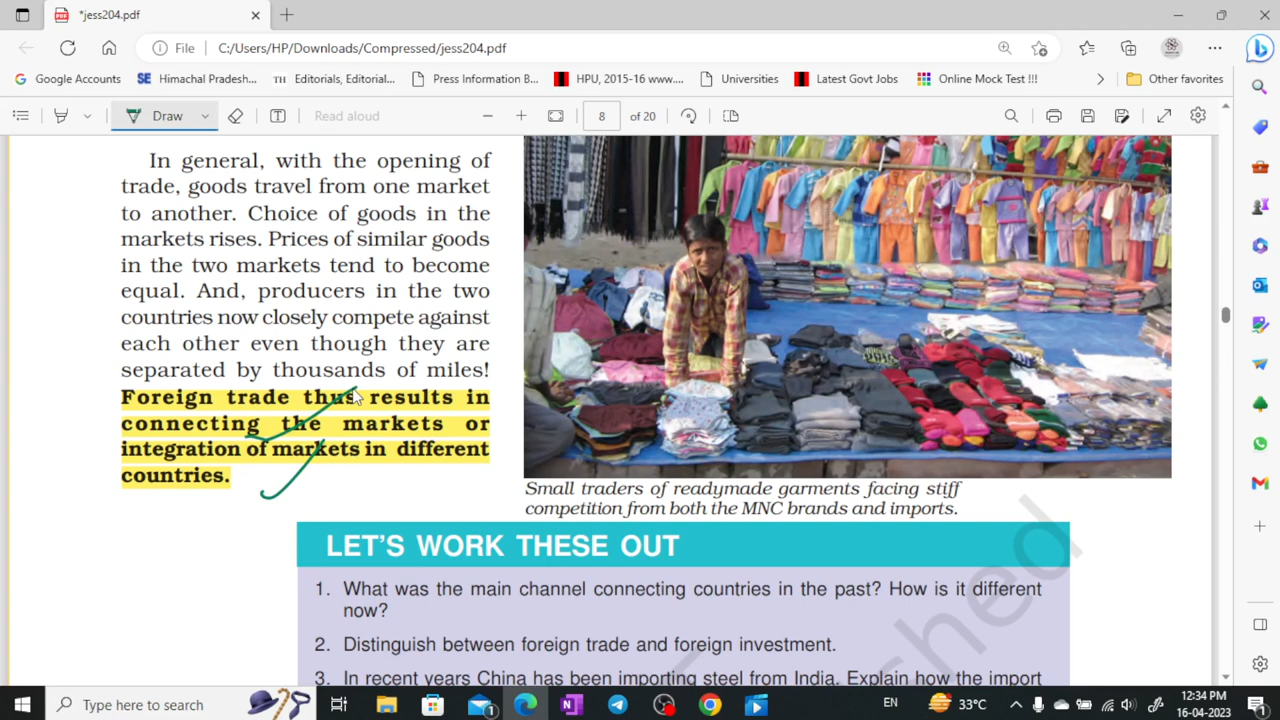 *jess204.pdf
File C:/Users/HP/Downloads/Compressed/jess204.pdf
Google Accounts Himachal Pradesh... Editorials, Editorial... Press Information B... HPU, 2015-16 www.... Universities Latest Govt Jobs Online Mock Test !!! Other favorites
Draw Read aloud 8 of 20
In general, with the opening of
trade, goods travel from one market
to another. Choice of goods in the
markets rises. Prices of similar goods
in the two markets tend to become
equal. And, producers in the two
countries now closely compete against
each other even though they are
separated by thousands of miles!
Foreign trade thus results in
connecting the markets or
integration of markets in different
countries.
Small traders of readymade garments facing stiff
competition from both the MNC brands and imports.
LET'S WORK THESE OUT
1. What was the main channel connecting countries in the past? How is it different
now?
2. Distinguish between foreign trade and foreign investment.
3. In recent years China has been importing steel from India. Explain how the import
shed
Type here to search
33°C
EN
12:34 PM
16-04-2023